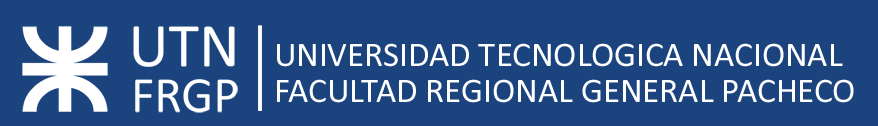 UTN
FRGP
UNIVERSIDAD TECNOLOGICA NACIONAL
FACULTAD REGIONAL GENERAL PACHECO